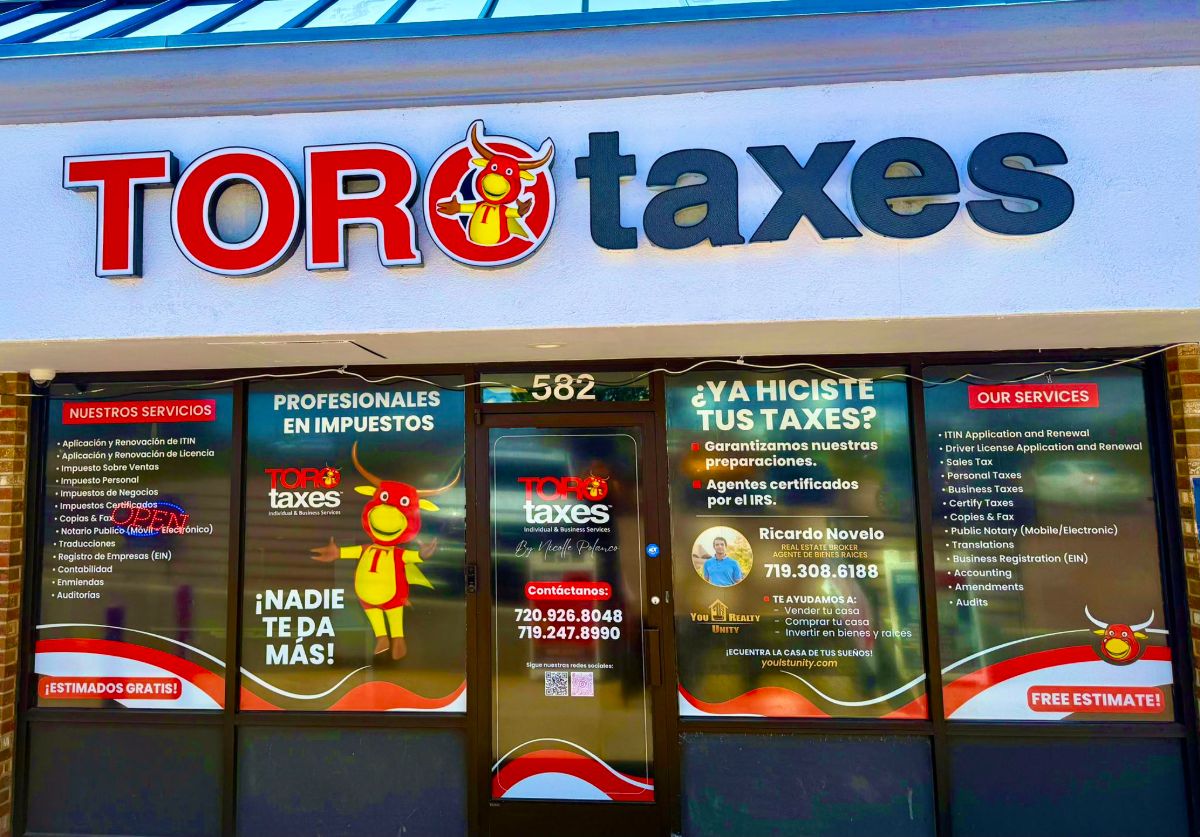 TORO taxes
582
NUESTROS SERVICIOS
• Aplicación y Renovación de ITIN
• Aplicación y Renovación de Licencia
• Impuesto Sobre Ventas
• Impuesto Personal
• Impuestos de Negocios
• Impuestos Certificados
• Copias & Fax
• Notario Publico (Móvil - Electrónico)
• Traducciones
• Registro de Empresas (EIN)
• Contabilidad
• Enmiendas
• Auditorías
OPEN
¡ESTIMADOS GRATIS!
PROFESIONALES
EN IMPUESTOS
TORO
taxes
Individual & Business Services
¡NADIE
TE DA
MÁS!
TORO
taxes
Individual & Business Services
By Nicolle Polanco
Contáctanos:
720.926.8048
719.247.8990
Sigue nuestras redes sociales:
¿YA HICISTE
TUS TAXES?
Garantizamos nuestras
preparaciones.
Agentes certificados
por el IRS.
Ricardo Novelo
REAL ESTATE BROKER
AGENTE DE BIENES RAICES
719.308.6188
YOU 1ST REALTY
UNITY
TE AYUDAMOS A:
- Vender tu casa
- Comprar tu casa
- Invertir en bienes y raices
¡ECUENTRA LA CASA DE TUS SUEÑOS!
you1stunity.com
OUR SERVICES
• ITIN Application and Renewal
• Driver License Application and Renewal
• Sales Tax
• Personal Taxes
• Business Taxes
• Certify Taxes
• Copies & Fax
• Public Notary (Mobile/Electronic)
• Translations
• Business Registration (EIN)
• Accounting
• Amendments
• Audits
FREE ESTIMATE!